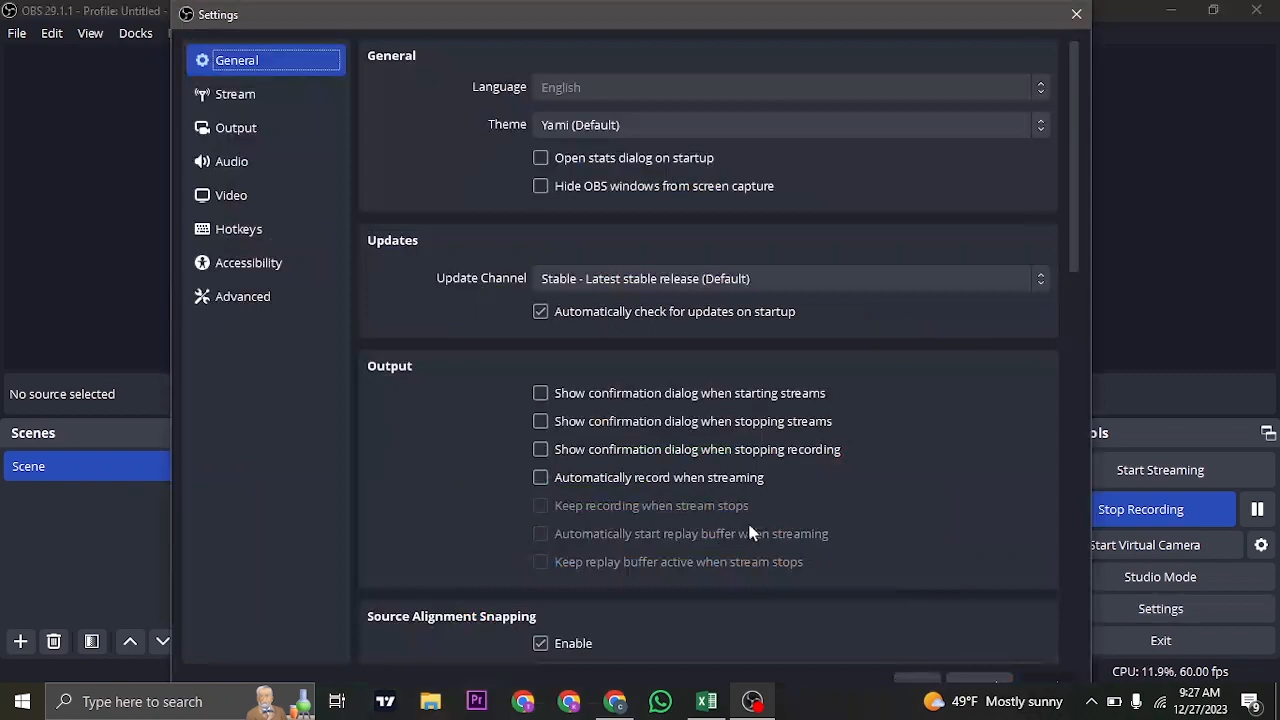 OBS 29.1.1 - Profile: Untitled -
File Edit View Docks
Settings
General
Stream
Output
Audio
Video
Hotkeys
Accessibility
Advanced
General
Language English
Theme Yami (Default)
Open stats dialog on startup
Hide OBS windows from screen capture
Updates
Update Channel Stable - Latest stable release (Default)
Automatically check for updates on startup
Output
Show confirmation dialog when starting streams
Show confirmation dialog when stopping streams
Show confirmation dialog when stopping recording
Automatically record when streaming
Keep recording when stream stops
Automatically start replay buffer when streaming
Keep replay buffer active when stream stops
Source Alignment Snapping
Enable
No source selected
Scenes
Scene
ols
Start Streaming
Stop Recording
Start Virtual Camera
Studio Mode
Settings
Exit
CPU: 11.9%, 60.00 fps
Type here to search
Pr
49°F Mostly sunny
9:27 AM
12/27/2023